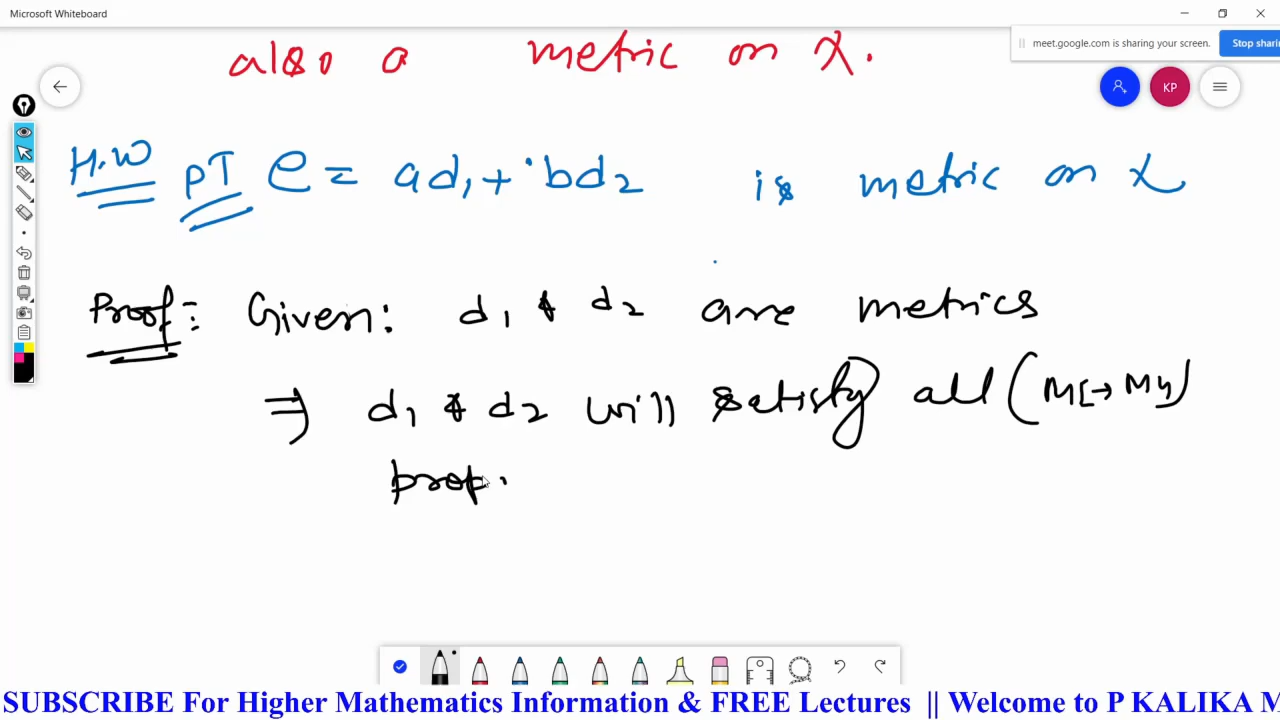 Microsoft Whiteboard
meet.google.com is sharing your screen. Stop shari
also a metric on X.
KP
H.W PT e = ad1 + bd2 is metric on X
Proof: Given: d1 & d2 are metrics
⇒ d1 & d2 will satisfy all (M1→ M4)
prop.
SUBSCRIBE For Higher Mathematics Information & FREE Lectures || Welcome to P KALIKA M